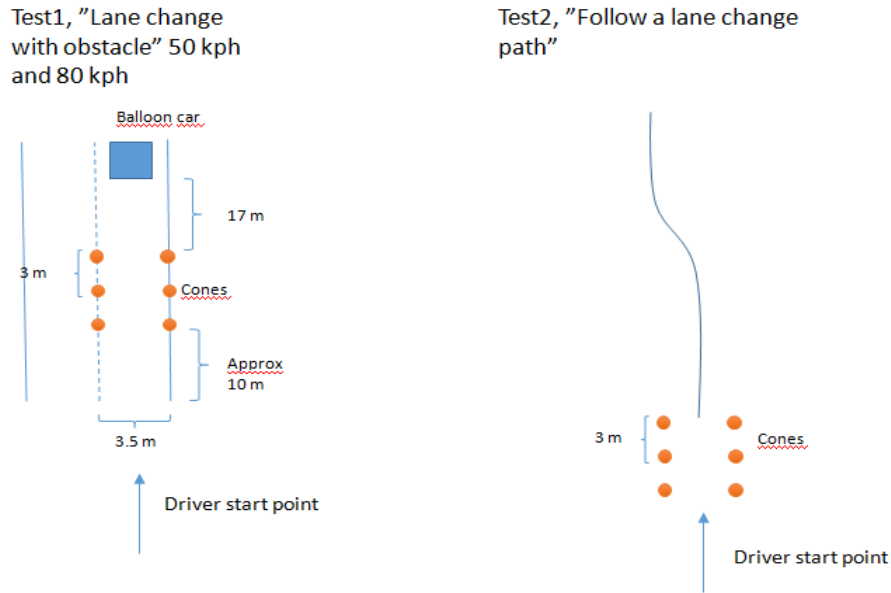 Test1, ”Lane change
with obstacle” 50 kph
and 80 kph
Balloon car
17 m
3 m
Cones
Approx
10 m
3.5 m
Driver start point
Test2, ”Follow a lane change
path”
3 m
Cones
Driver start point